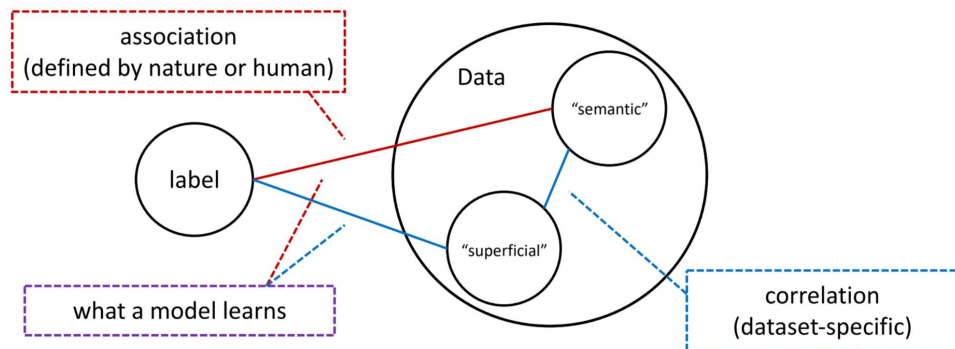 association
(defined by nature or human)
Data
“semantic”
label
“superficial”
what a model learns
correlation
(dataset-specific)